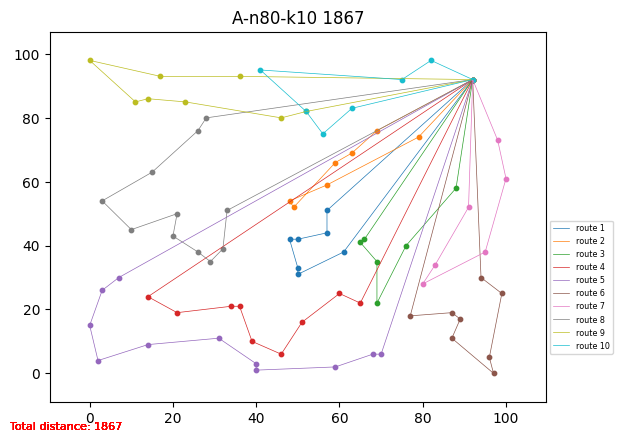 A-n80-k10 1867
100
80
60
40
20
0
0 20 40 60 80 100
route 1
route 2
route 3
route 4
route 5
route 6
route 7
route 8
route 9
route 10
Total distance: 1867